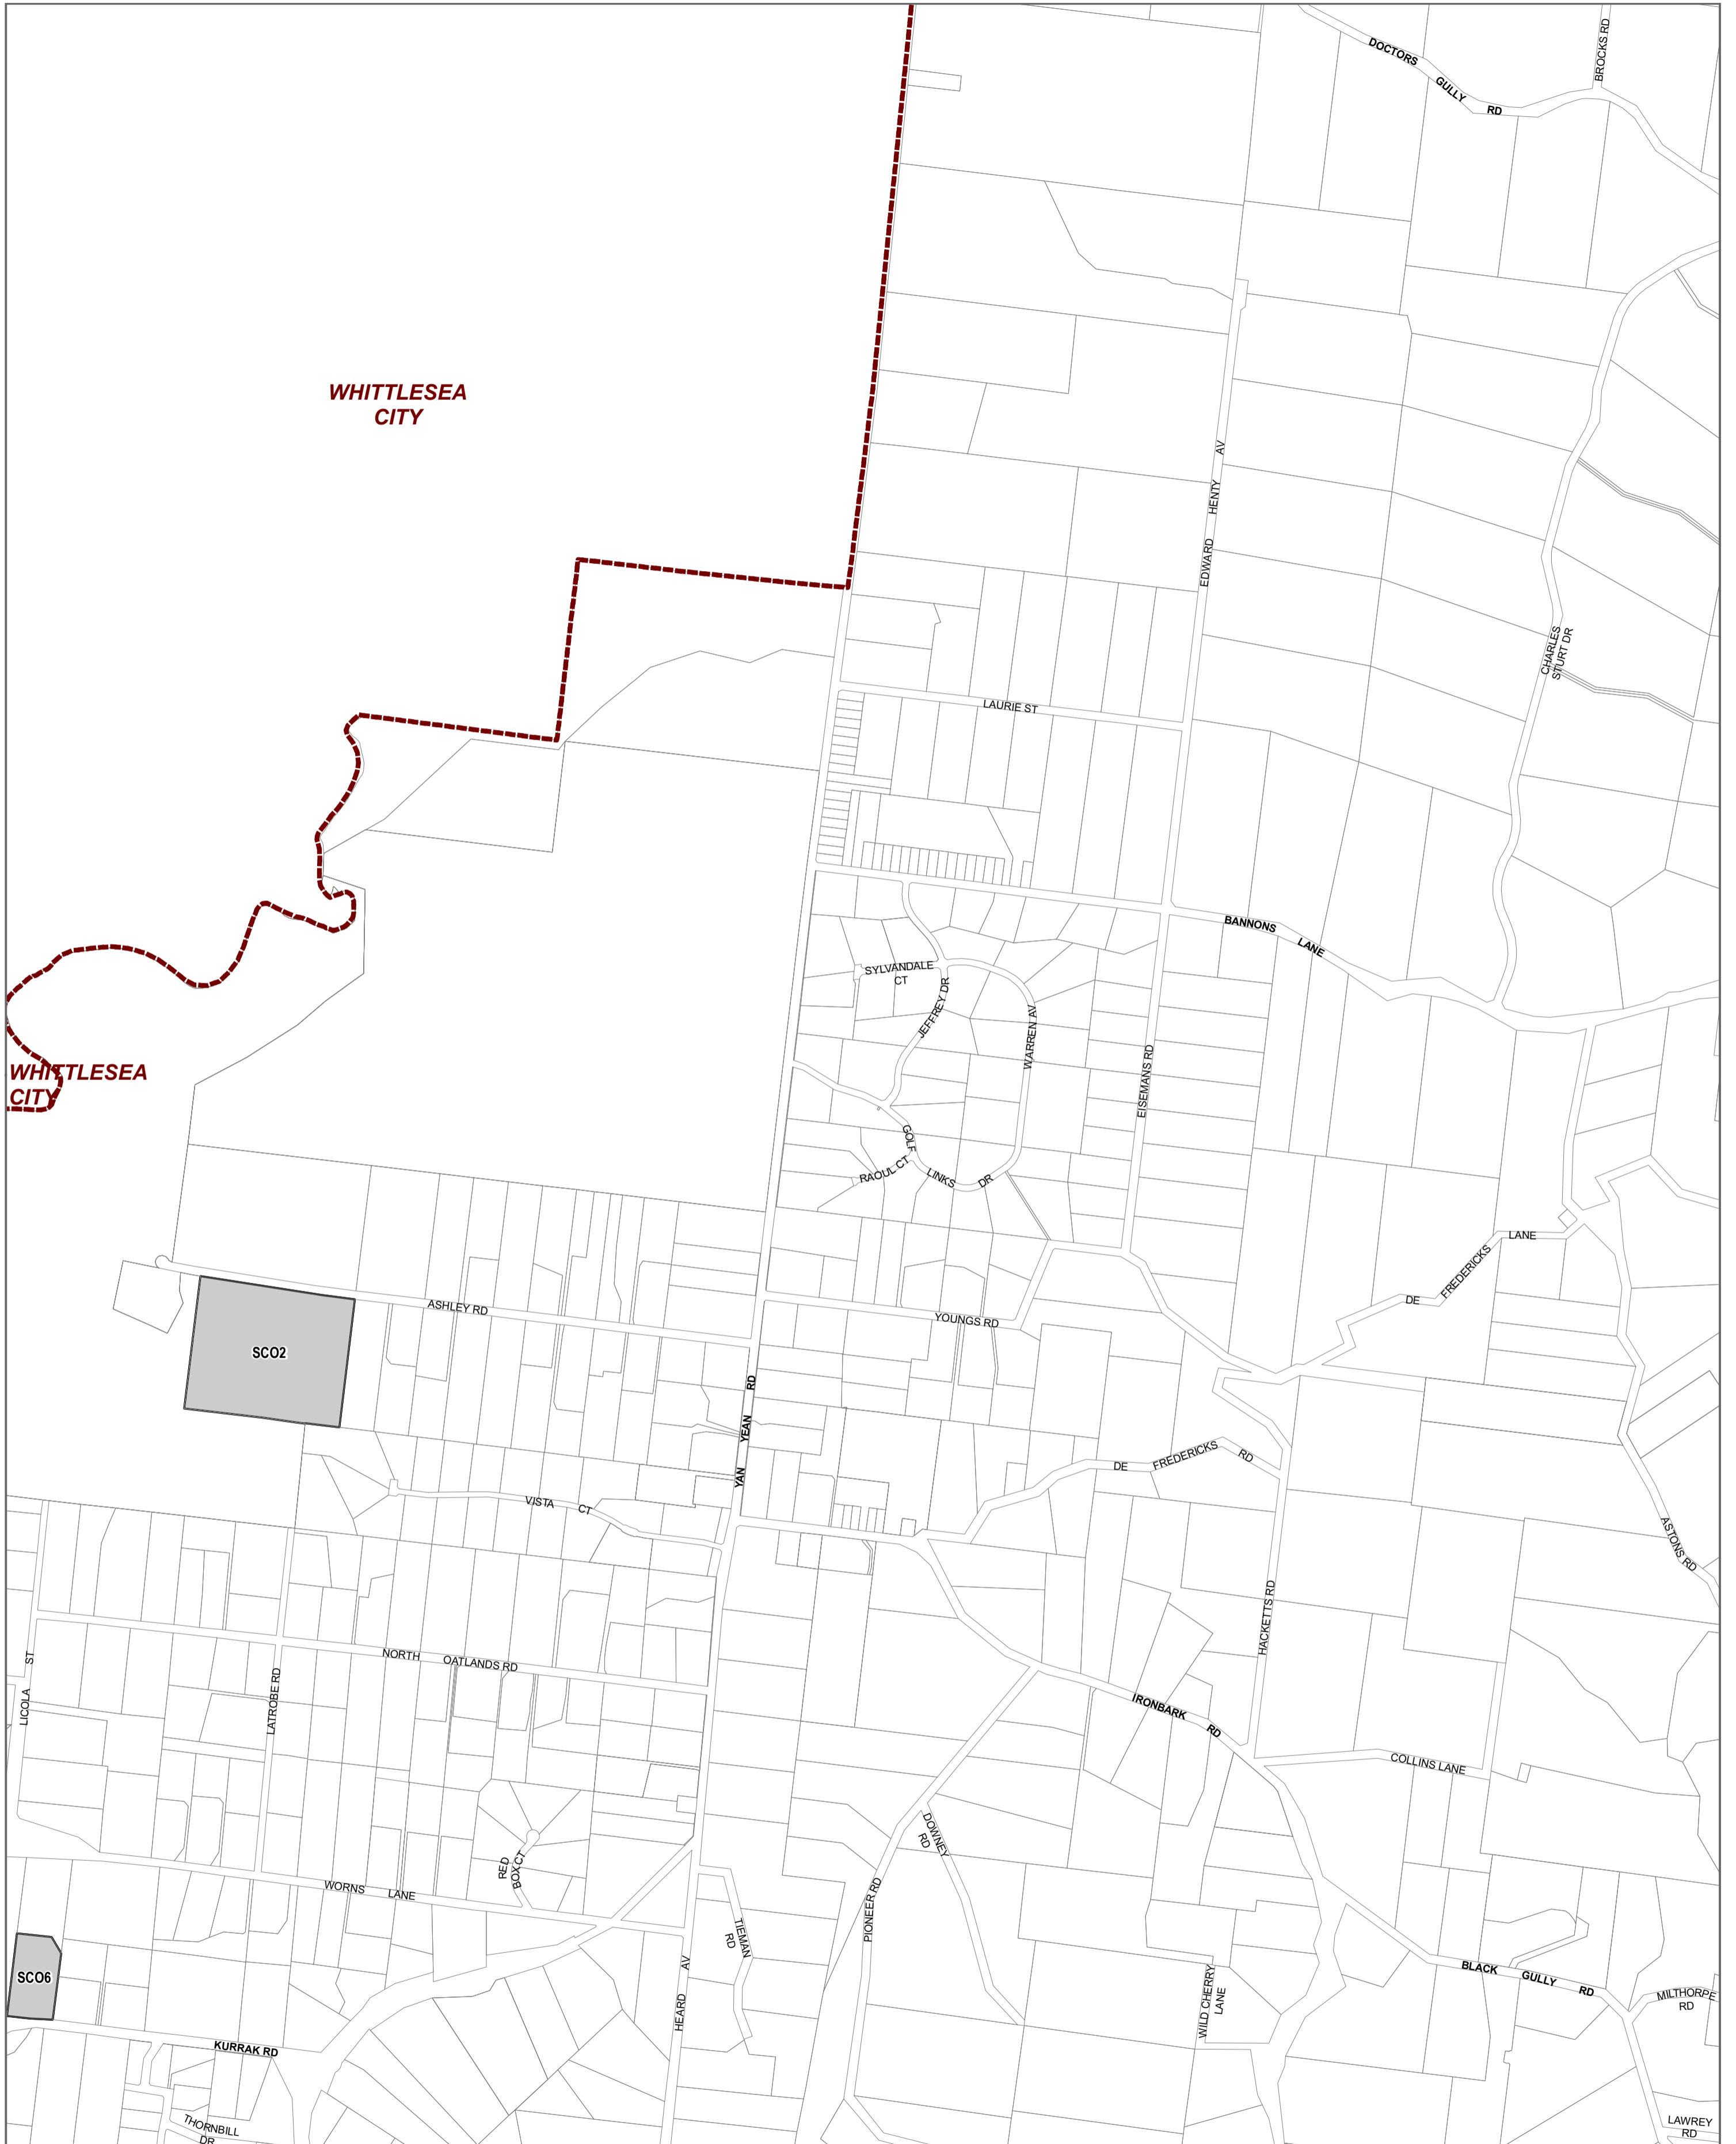 DOCTORS
GULLY
RD
BROCKS RD
WHITTLESEA
CITY
EDWARD HENTY AV
CHARLES
STURT DR
LAURIE ST
BANNONS
LANE
SYLVANDALE
CT
JEFFREY DR
WARREN AV
EISEMANS RD
WHITTLESEA
CITY
GOLF
LINKS
DR
RAOUL CT
DE
FREDERICKS
LANE
ASHLEY RD
YOUNGS RD
SCO2
YAN YEAN RD
DE
FREDERICKS
RD
VISTA
CT
ASTONS RD
HACKETTS RD
NORTH
OATLANDS RD
LICOLA ST
LATROBE RD
IRONBARK
RD
COLLINS LANE
DOWNEY
RD
RED
BOX CT
WORNS
LANE
PIONEER RD
TIEMAN
RD
SCO6
HEARD AV
WILD CHERRY
LANE
BLACK
GULLY
RD
MILTHORPE
RD
KURRAK RD
THORNBILL
DR
LAWREY
RD